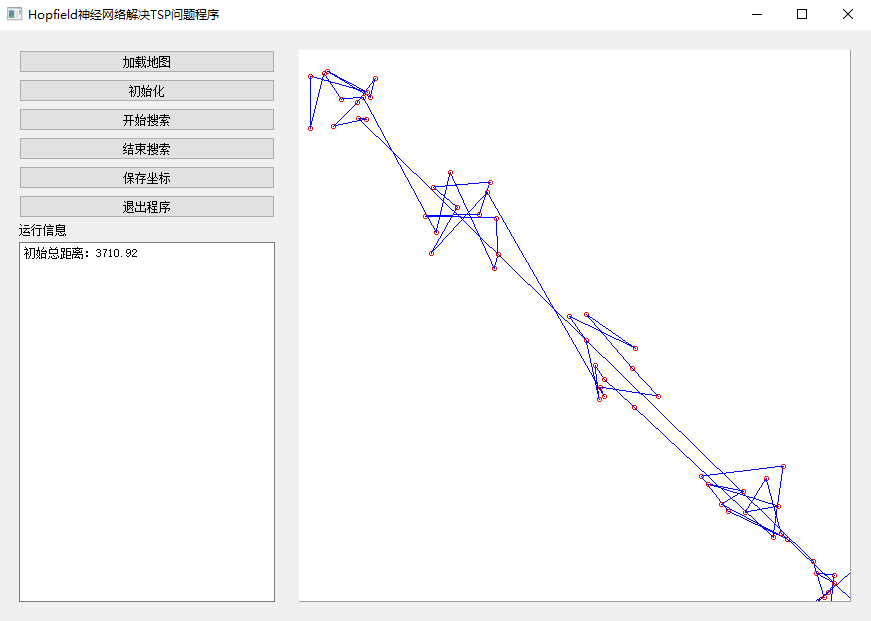 Hopfield神经网络解决TSP问题程序
加载地图
初始化
开始搜索
结束搜索
保存坐标
退出程序
运行信息
初始总距离: 3710.92